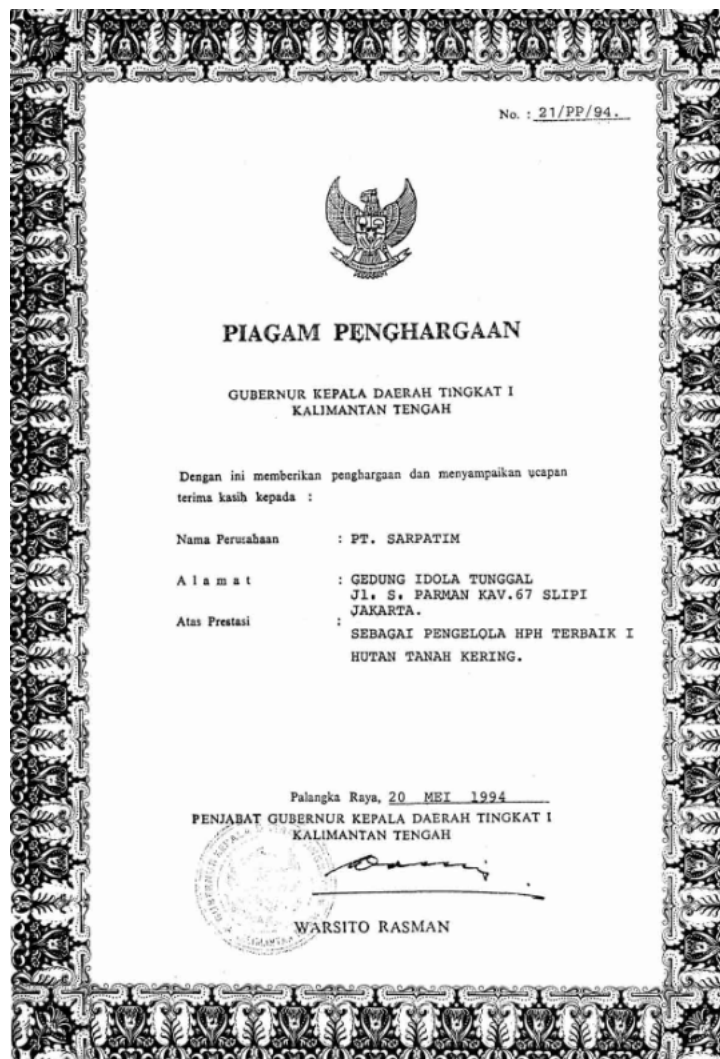 No. : 21/PP/94.
PIAGAM PENGHARGAAN
GUBERNUR KEPALA DAERAH TINGKAT I
KALIMANTAN TENGAH
Dengan ini memberikan penghargaan dan menyampaikan ucapan
terima kasih kepada :
Nama Perusahaan : PT. SARPATIM
A l a m a t : GEDUNG IDOLA TUNGGAL
Jl. S. PARMAN KAV.67 SLIPI
JAKARTA.
Atas Prestasi :
SEBAGAI PENGELOLA HPH TERBAIK I
HUTAN TANAH KERING.
Palangka Raya, 20 MEI 1994
PENJABAT GUBERNUR KEPALA DAERAH TINGKAT I
KALIMANTAN TENGAH
WARSITO RASMAN